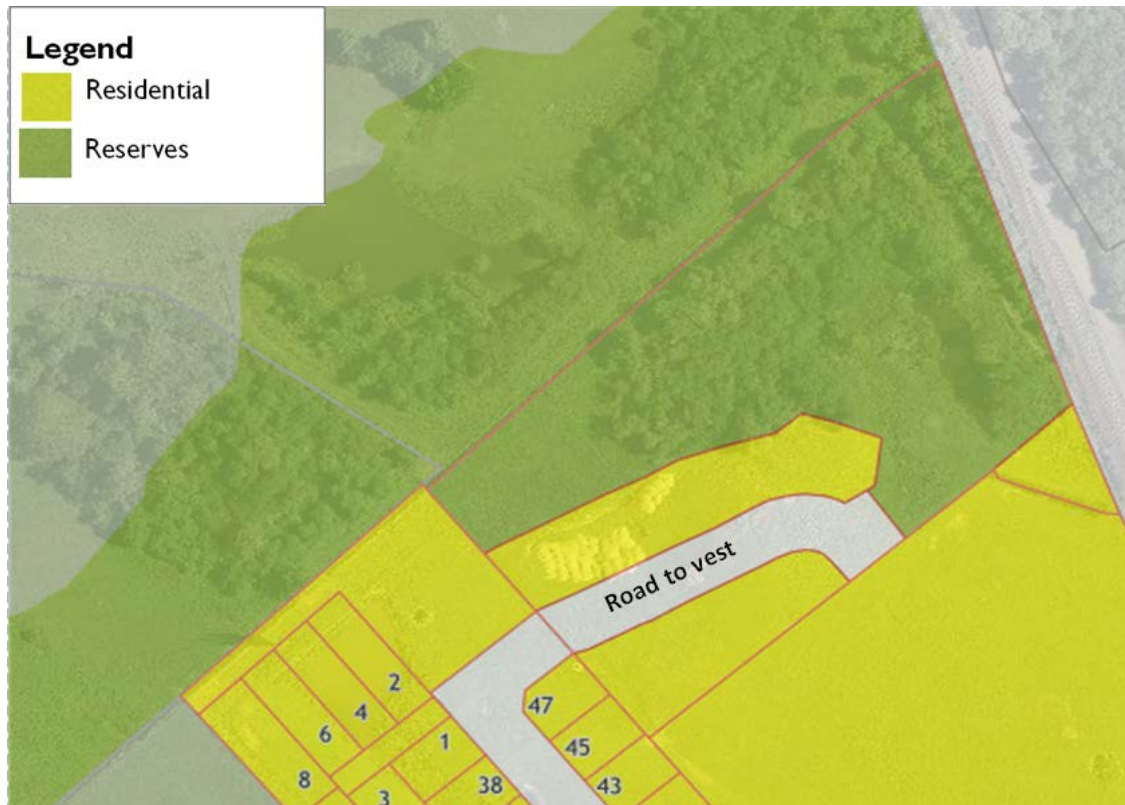 Legend
Residential
Reserves
Road to vest
2
4
6
8
1
3
38
47
45
43